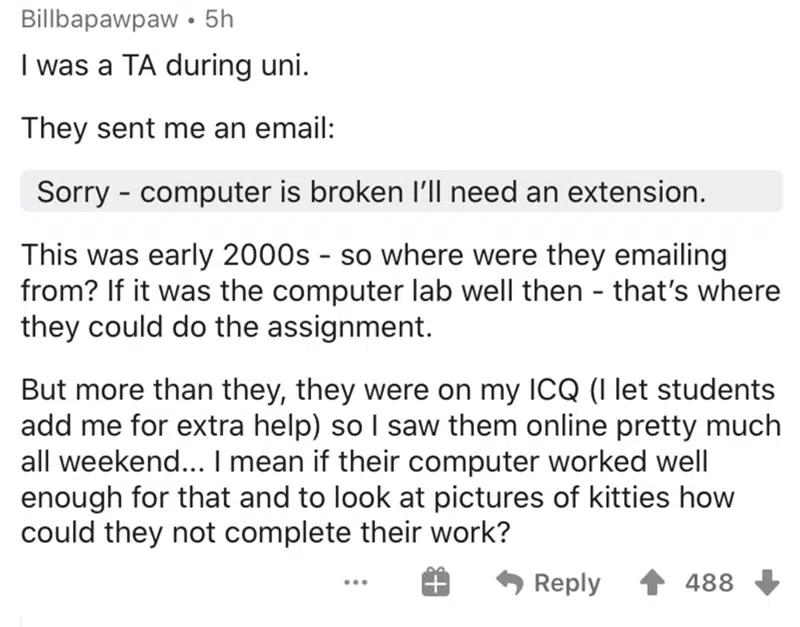 Billbapawpaw • 5h
I was a TA during uni.
They sent me an email:
Sorry - computer is broken I'll need an extension.
This was early 2000s - so where were they emailing
from? If it was the computer lab well then - that's where
they could do the assignment.
But more than they, they were on my ICQ (I let students
add me for extra help) so I saw them online pretty much
all weekend... I mean if their computer worked well
enough for that and to look at pictures of kitties how
could they not complete their work?
... Reply 488